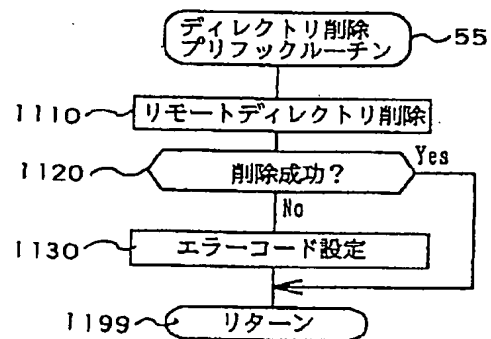 ディレクトリ削除
プリフックルーチン
55
1110
リモートディレクトリ削除
1120
削除成功？
Yes
No
1130
エラーコード設定
1199
リターン